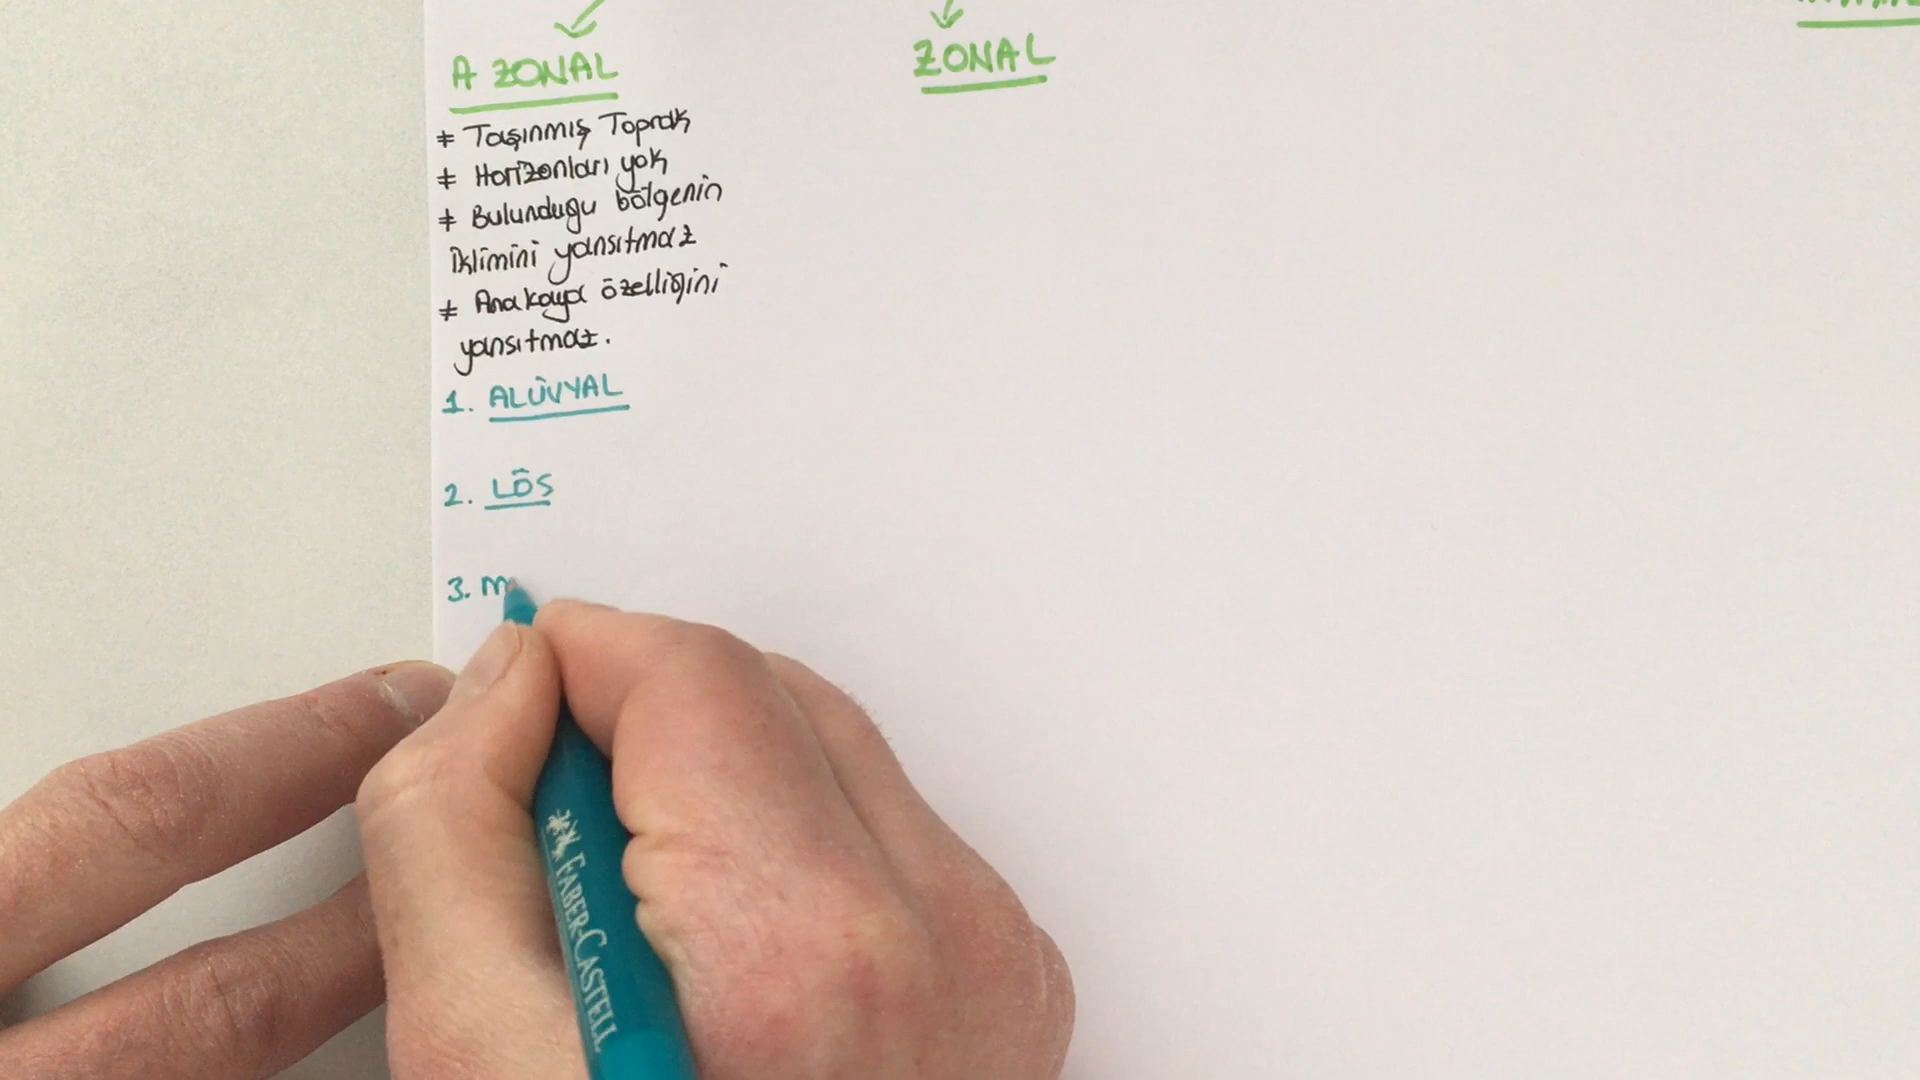 A ZONAL
ZONAL
≠ Taşınmış Toprak
≠ Horizonları yok
≠ Bulunduğu bölgenin
iklimini yansıtmaz
≠ Anakaya özelliğini
yansıtmaz.
1. ALÜVYAL
2. LÖS
3. M
FABER-CASTELL